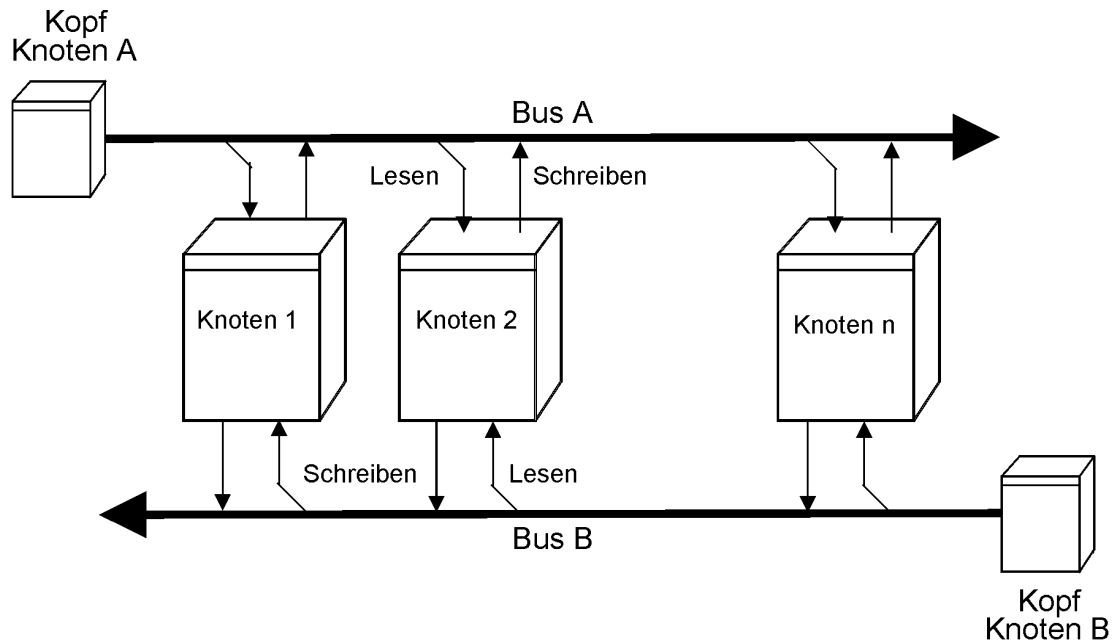 Kopf
Knoten A
Bus A
Lesen
Schreiben
Knoten 1
Knoten 2
Knoten n
Schreiben
Lesen
Bus B
Kopf
Knoten B